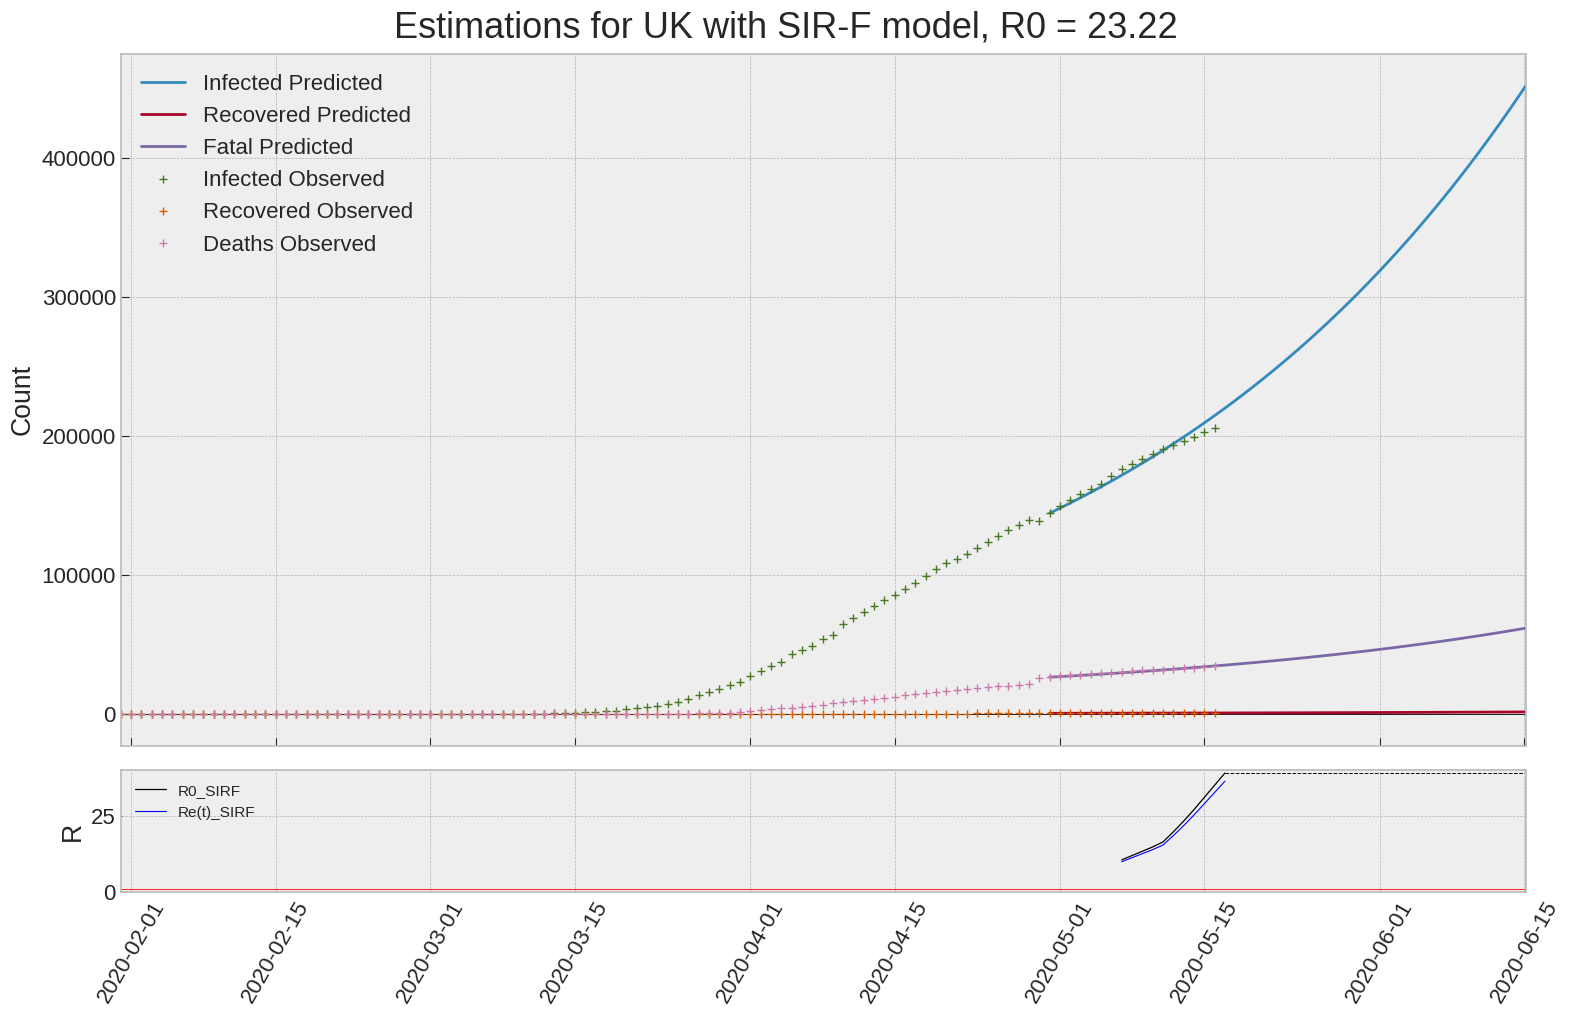 Estimations for UK with SIR-F model, R0 = 23.22
Infected Predicted
Recovered Predicted
Fatal Predicted
Infected Observed
Recovered Observed
Deaths Observed
400000
300000
200000
100000
0
Count
R0_SIRF
Re(t)_SIRF
25
0
R
2020-02-01
2020-02-15
2020-03-01
2020-03-15
2020-04-01
2020-04-15
2020-05-01
2020-05-15
2020-06-01
2020-06-15